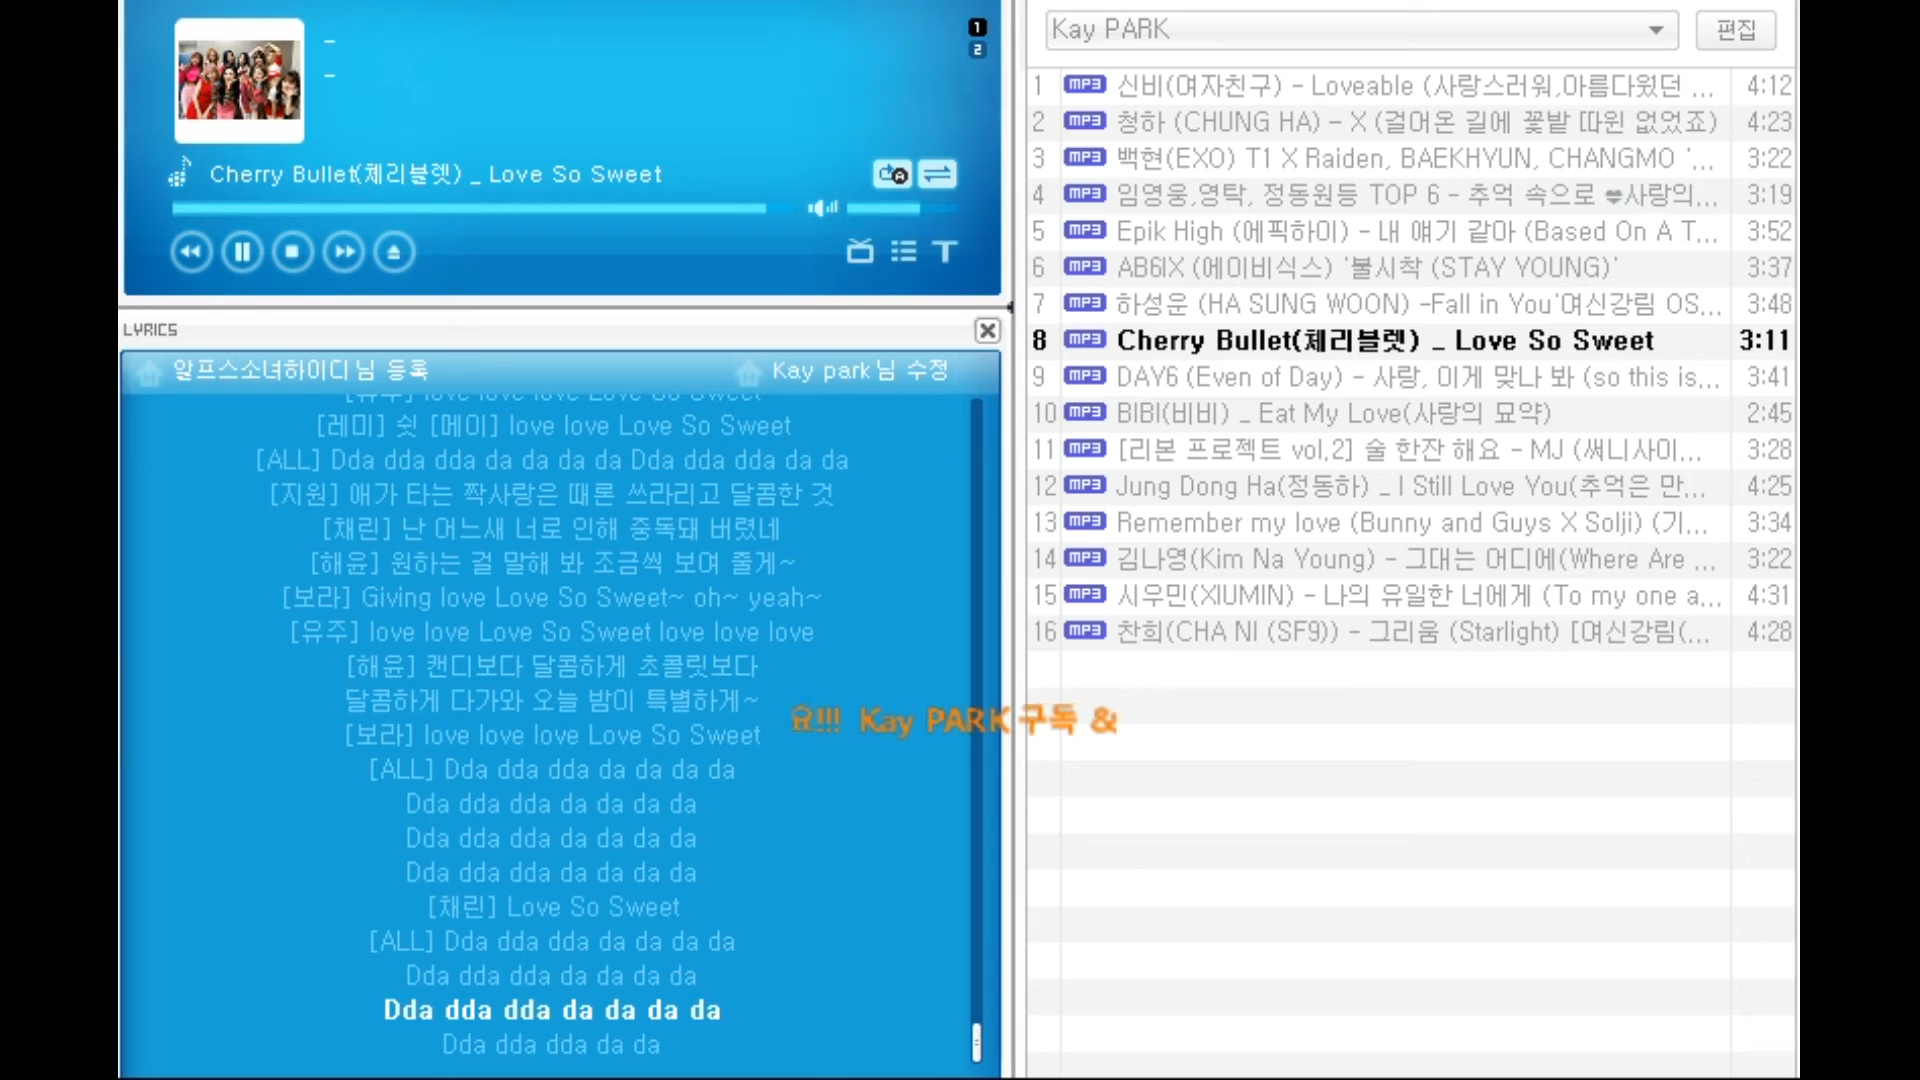 1
2
Cherry Bullet(체리블렛) _ Love So Sweet
LYRICS
알프스소녀하이디 님 등록
Kay park 님 수정
[유주] love love love Love So Sweet
[레미] 쉿 [메이] love love Love So Sweet
[ALL] Dda dda dda da da da da Dda dda dda da da
[지원] 애가 타는 짝사랑은 때론 쓰라리고 달콤한 것
[채린] 난 어느새 너로 인해 중독돼 버렸네
[해윤] 원하는 걸 말해 봐 조금씩 보여 줄게~
[보라] Giving love Love So Sweet~ oh~ yeah~
[유주] love love Love So Sweet love love love
[해윤] 캔디보다 달콤하게 초콜릿보다
달콤하게 다가와 오늘 밤이 특별하게~
[보라] love love love Love So Sweet
[ALL] Dda dda dda da da da da
Dda dda dda da da da da
Dda dda dda da da da da
Dda dda dda da da da da
[채린] Love So Sweet
[ALL] Dda dda dda da da da da
Dda dda dda da da da da
Dda dda dda da da da da
Dda dda dda da da
요!!! Kay PARK 구독 &
Kay PARK
편집
1 MP3 신비(여자친구) - Loveable (사랑스러워,아름다웠던 ... 4:12
2 MP3 청하 (CHUNG HA) - X (걸어온 길에 꽃밭 따윈 없었죠) 4:23
3 MP3 백현(EXO) T1 X Raiden, BAEKHYUN, CHANGMO '... 3:22
4 MP3 임영웅,영탁, 정동원등 TOP 6 - 추억 속으로 ❤사랑의... 3:19
5 MP3 Epik High (에픽하이) - 내 얘기 같아 (Based On A T... 3:52
6 MP3 AB6IX (에이비식스) '불시착 (STAY YOUNG)' 3:37
7 MP3 하성운 (HA SUNG WOON) -Fall in You'여신강림 OS... 3:48
8 MP3 Cherry Bullet(체리블렛) _ Love So Sweet 3:11
9 MP3 DAY6 (Even of Day) - 사랑, 이게 맞나 봐 (so this is... 3:41
10 MP3 BIBI(비비) _ Eat My Love(사랑의 묘약) 2:45
11 MP3 [리본 프로젝트 vol.2] 술 한잔 해요 - MJ (써니사이... 3:28
12 MP3 Jung Dong Ha(정동하) _ I Still Love You(추억은 만... 4:25
13 MP3 Remember my love (Bunny and Guys X Solji) (기... 3:34
14 MP3 김나영(Kim Na Young) - 그대는 어디에(Where Are ... 3:22
15 MP3 시우민(XIUMIN) - 나의 유일한 너에게 (To my one a... 4:31
16 MP3 찬희(CHA NI (SF9)) - 그리움 (Starlight) [여신강림(... 4:28